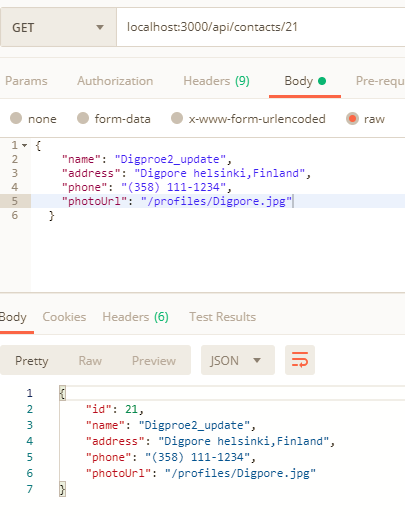 GET localhost:3000/api/contacts/21
Params Authorization Headers (9) Body Pre-requ
none form-data x-www-form-urlencoded raw
1 {
2 "name": "Digproe2_update",
3 "address": "Digpore helsinki,Finland",
4 "phone": "(358) 111-1234",
5 "photoUrl": "/profiles/Digpore.jpg"
6 }
Body Cookies Headers (6) Test Results
Pretty Raw Preview JSON
1 {
2 "id": 21,
3 "name": "Digproe2_update",
4 "address": "Digpore helsinki,Finland",
5 "phone": "(358) 111-1234",
6 "photoUrl": "/profiles/Digpore.jpg"
7 }